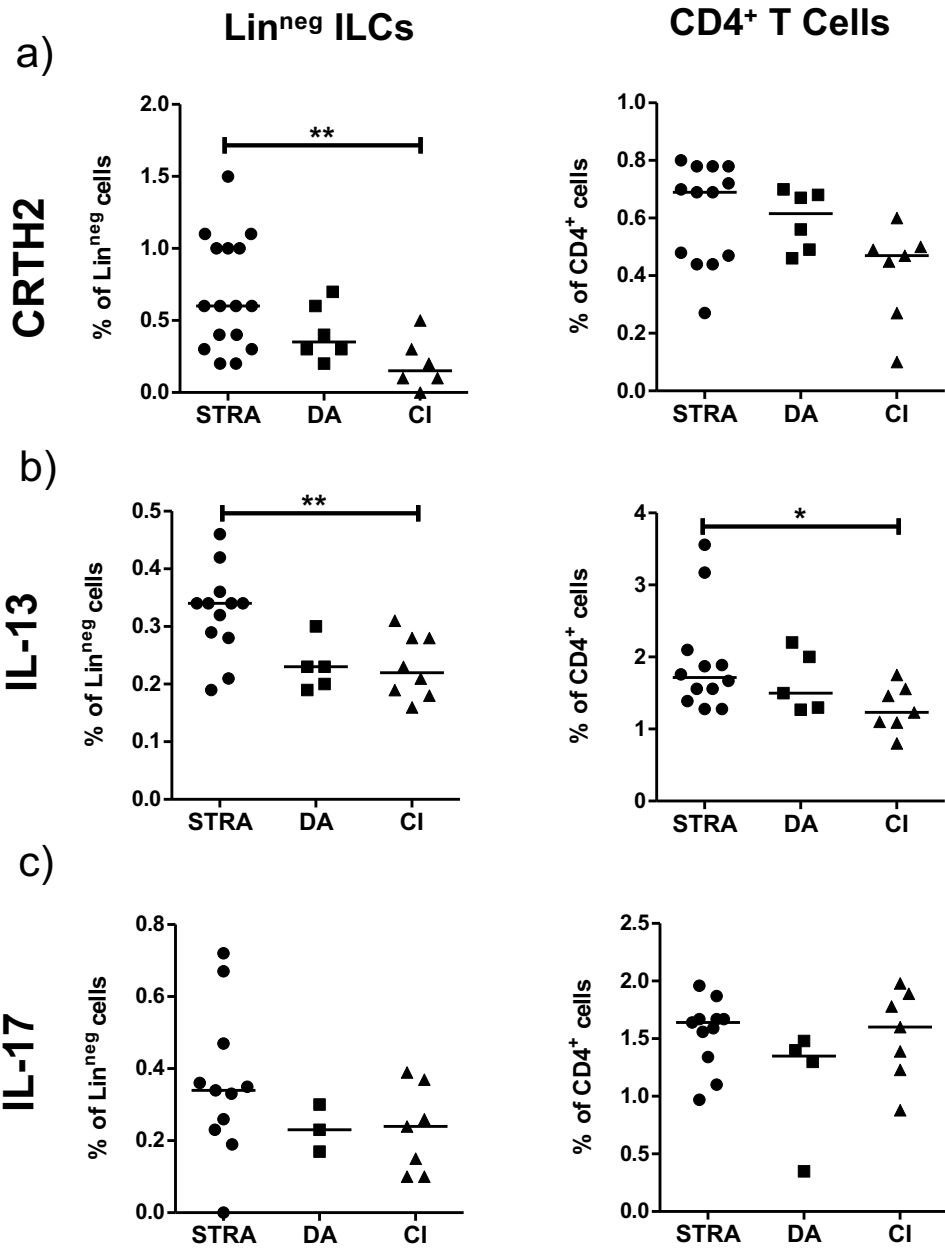 Lin^neg ILCs
CD4⁺ T Cells
a)
CRTH2
% of Lin^neg cells
2.0
1.5
1.0
0.5
0.0
**
STRA DA CI
% of CD4⁺ cells
1.0
0.8
0.6
0.4
0.2
0.0
STRA DA CI
b)
IL-13
% of Lin^neg cells
0.5
0.4
0.3
0.2
0.1
0.0
**
STRA DA CI
% of CD4⁺ cells
4
3
2
1
0
*
STRA DA CI
c)
IL-17
% of Lin^neg cells
0.8
0.6
0.4
0.2
0.0
STRA DA CI
% of CD4⁺ cells
2.5
2.0
1.5
1.0
0.5
0.0
STRA DA CI